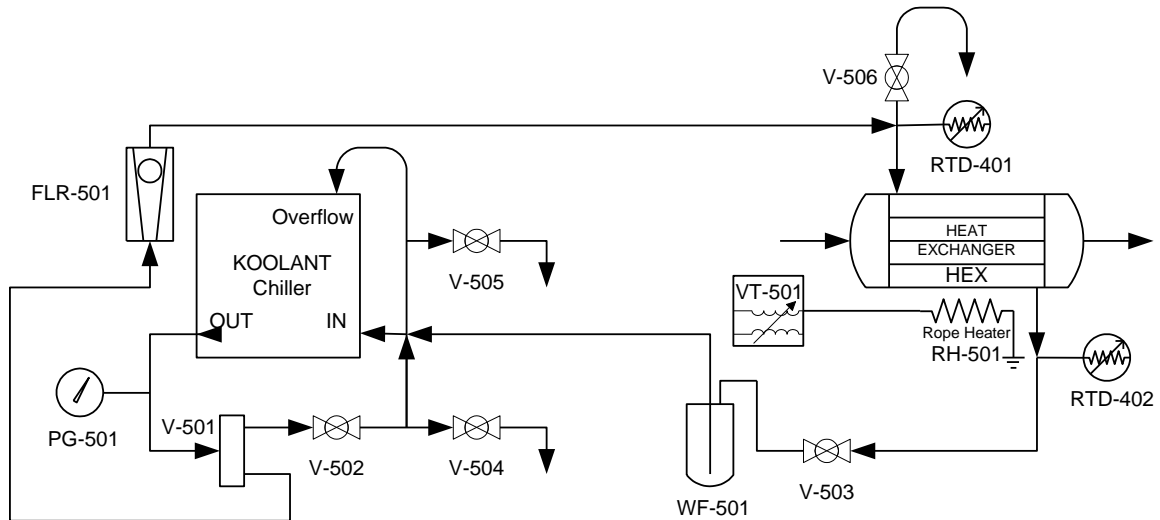 V-506
RTD-401
FLR-501
Overflow
HEAT
EXCHANGER
HEX
KOOLANT
Chiller
V-505
VT-501
OUT
IN
Rope Heater
RH-501
RTD-402
PG-501
V-501
V-502
V-504
WF-501
V-503